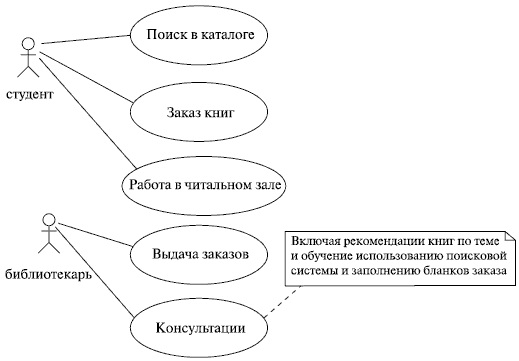 Поиск в каталоге
студент
Заказ книг
Работа в читальном зале
библиотекарь
Выдача заказов
Включая рекомендации книг по теме
и обучение использованию поисковой
системы и заполнению бланков заказа
Консультации